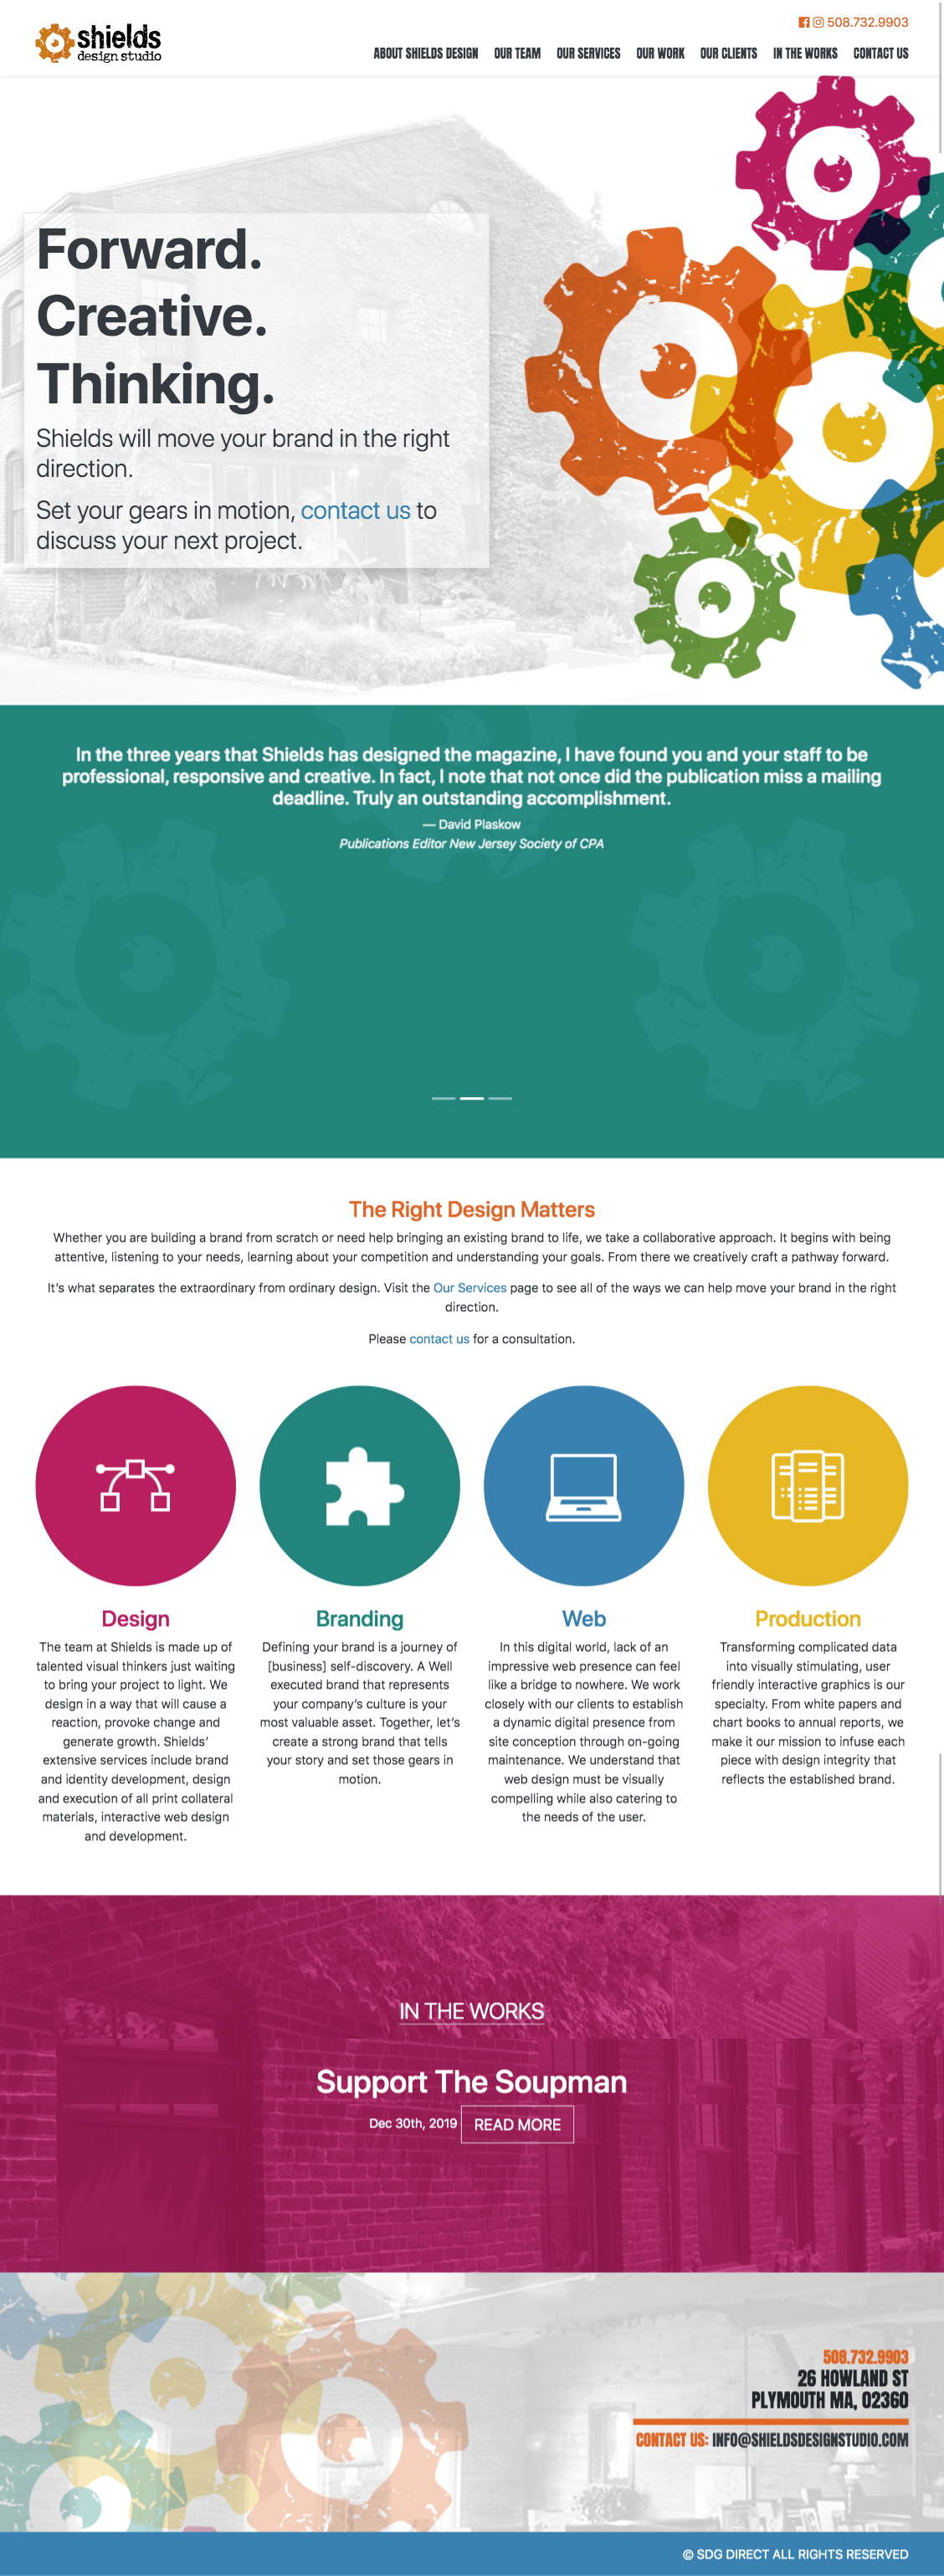 shields
design studio
508.732.9903
ABOUT SHIELDS DESIGN OUR TEAM OUR SERVICES OUR WORK OUR CLIENTS IN THE WORKS CONTACT US
Forward.
Creative.
Thinking.
Shields will move your brand in the right
direction.
Set your gears in motion, contact us to
discuss your next project.
In the three years that Shields has designed the magazine, I have found you and your staff to be
professional, responsive and creative. In fact, I note that not once did the publication miss a mailing
deadline. Truly an outstanding accomplishment.
— David Plaskow
Publications Editor New Jersey Society of CPA
The Right Design Matters
Whether you are building a brand from scratch or need help bringing an existing brand to life, we take a collaborative approach. It begins with being
attentive, listening to your needs, learning about your competition and understanding your goals. From there we creatively craft a pathway forward.
It’s what separates the extraordinary from ordinary design. Visit the Our Services page to see all of the ways we can help move your brand in the right
direction.
Please contact us for a consultation.
Design
The team at Shields is made up of
talented visual thinkers just waiting
to bring your project to light. We
design in a way that will cause a
reaction, provoke change and
generate growth. Shields’
extensive services include brand
and identity development, design
and execution of all print collateral
materials, interactive web design
and development.
Branding
Defining your brand is a journey of
[business] self-discovery. A Well
executed brand that represents
your company’s culture is your
most valuable asset. Together, let’s
create a strong brand that tells
your story and set those gears in
motion.
Web
In this digital world, lack of an
impressive web presence can feel
like a bridge to nowhere. We work
closely with our clients to establish
a dynamic digital presence from
site conception through on-going
maintenance. We understand that
web design must be visually
compelling while also catering to
the needs of the user.
Production
Transforming complicated data
into visually stimulating, user
friendly interactive graphics is our
specialty. From white papers and
chart books to annual reports, we
make it our mission to infuse each
piece with design integrity that
reflects the established brand.
IN THE WORKS
Support The Soupman
Dec 30th, 2019 READ MORE
508.732.9903
26 HOWLAND ST
PLYMOUTH MA, 02360
CONTACT US: INFO@SHIELDSDESIGNSTUDIO.COM
© SDG DIRECT ALL RIGHTS RESERVED